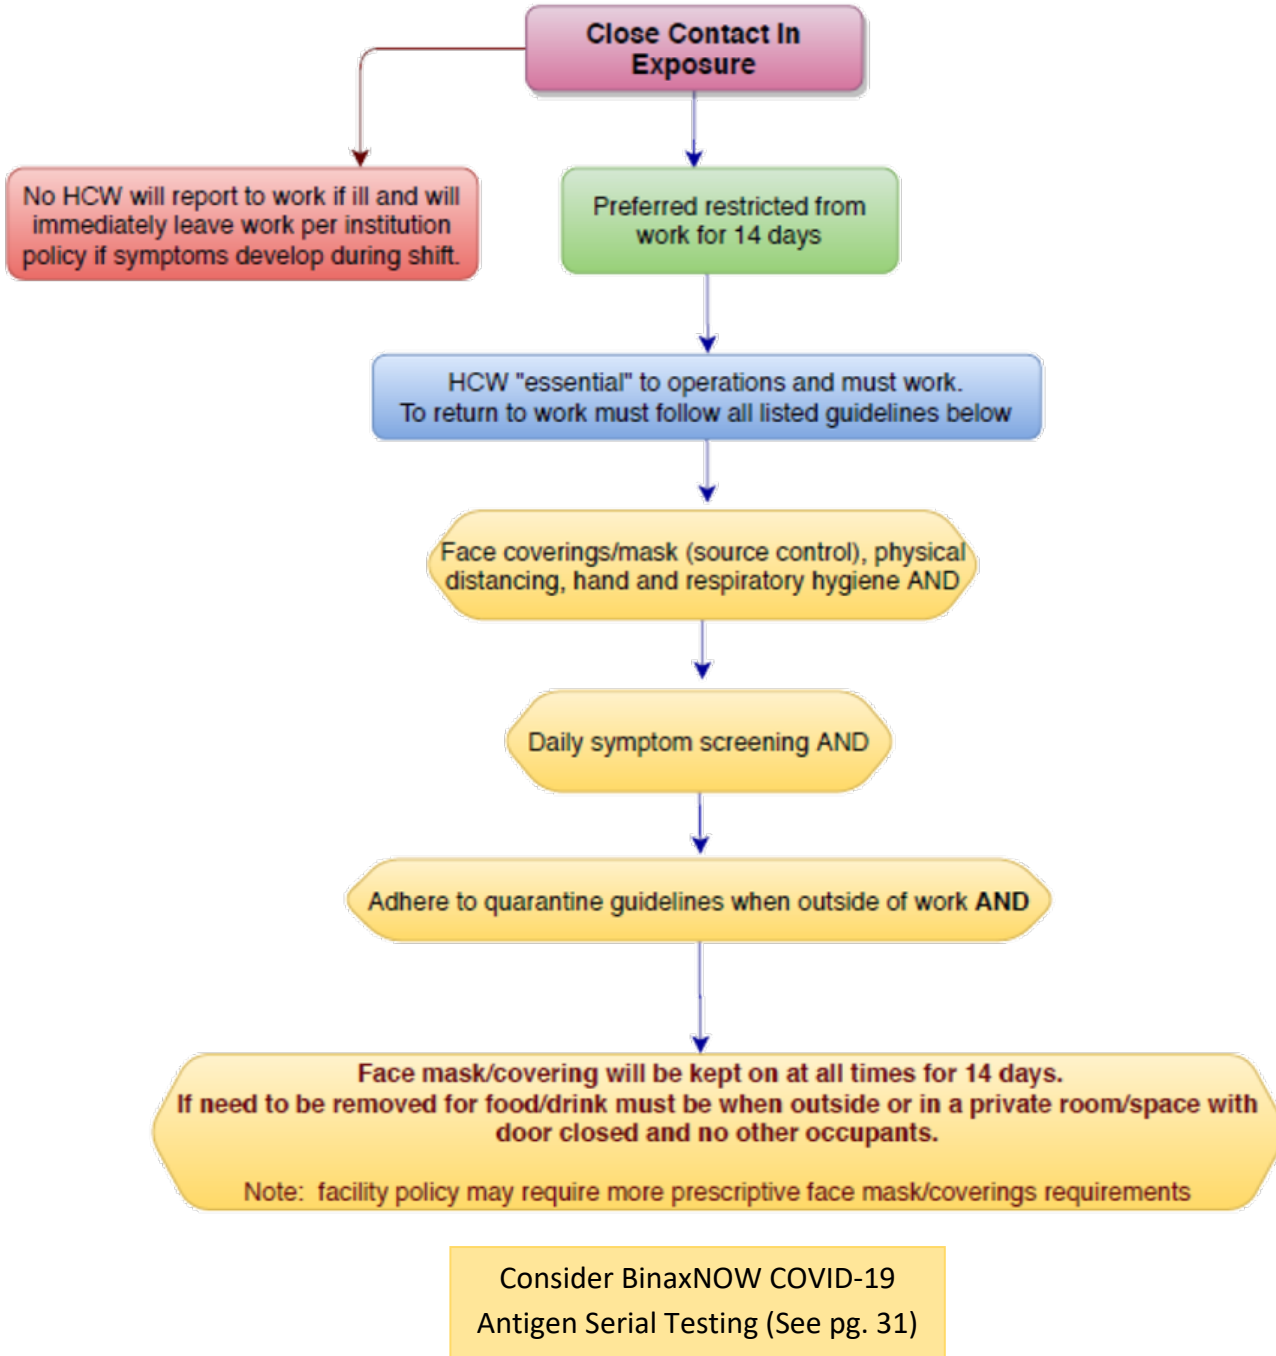 Close Contact In
Exposure
No HCW will report to work if ill and will
immediately leave work per institution
policy if symptoms develop during shift.
Preferred restricted from
work for 14 days
HCW "essential" to operations and must work.
To return to work must follow all listed guidelines below
Face coverings/mask (source control), physical
distancing, hand and respiratory hygiene AND
Daily symptom screening AND
Adhere to quarantine guidelines when outside of work AND
Face mask/covering will be kept on at all times for 14 days.
If need to be removed for food/drink must be when outside or in a private room/space with
door closed and no other occupants.
Note: facility policy may require more prescriptive face mask/coverings requirements
Consider BinaxNOW COVID-19
Antigen Serial Testing (See pg. 31)